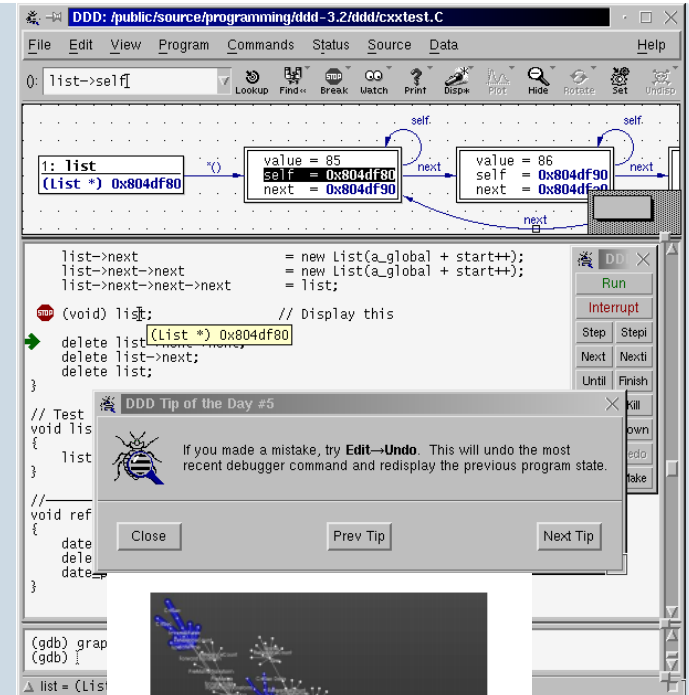 DDD: /public/source/programming/ddd-3.2/ddd/cxxtest.C
File Edit View Program Commands Status Source Data Help
(): list->self
Lookup Find« Break Watch Print Disp* Plot Hide Rotate Set Undisp
self self
1: list
(List *) 0x804df80
*()
value = 85
self = 0x804df80
next = 0x804df90
next
value = 86
self = 0x804df90
next =
next
next
list->next = new List(a_global + start++);
list->next->next = new List(a_global + start++);
list->next->next->next = list;
STOP (void) list; // Display this
(List *) 0x804df80
delete list
delete list->next;
delete list;
}
// Test
void lis
{
list
}
//
void ref
{
date
dele
date_
}
DD
Run
Interrupt
Step Stepi
Next Nexti
Until Finish
Kill
own
edo
Make
DDD Tip of the Day #5
If you made a mistake, try Edit→Undo. This will undo the most
recent debugger command and redisplay the previous program state.
Close Prev Tip Next Tip
(gdb) grap
(gdb)
list = (List